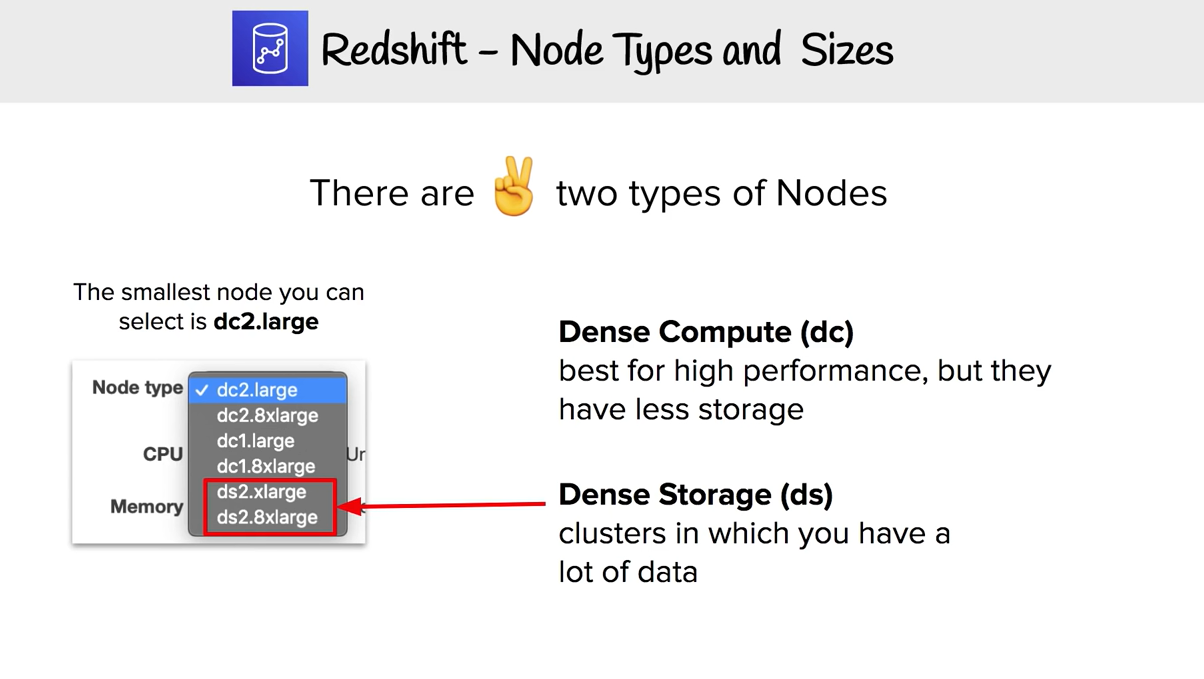 Redshift – Node Types and Sizes
There are ✌️ two types of Nodes
The smallest node you can
select is dc2.large
Node type
✓ dc2.large
dc2.8xlarge
dc1.large
CPU
Ur
dc1.8xlarge
ds2.xlarge
Memory
ds2.8xlarge
Dense Compute (dc)
best for high performance, but they
have less storage
Dense Storage (ds)
clusters in which you have a
lot of data